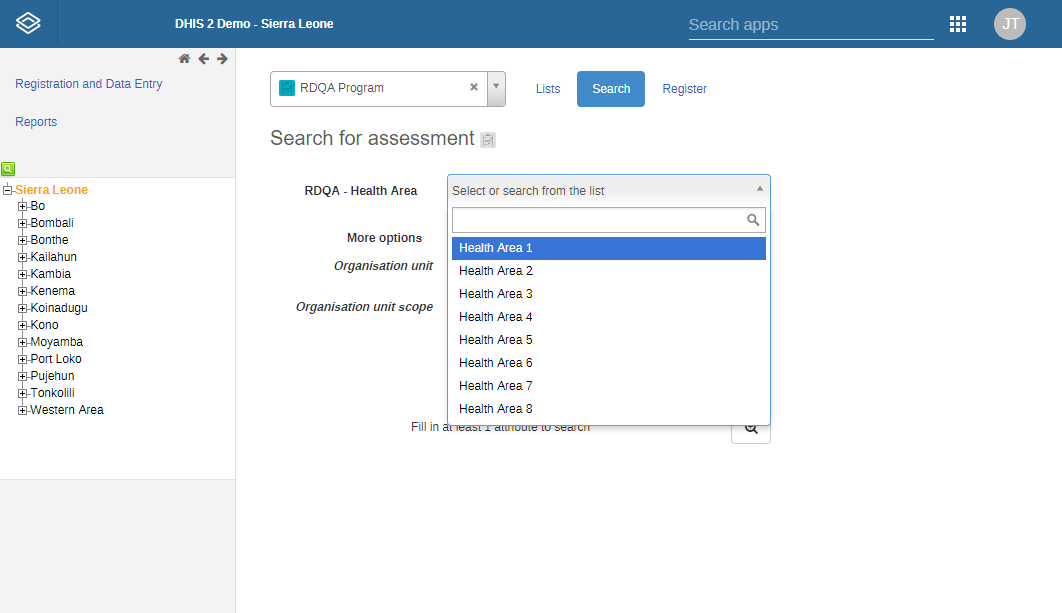 DHIS 2 Demo - Sierra Leone
Search apps
JT
Registration and Data Entry
Reports
Sierra Leone
Bo
Bombali
Bonthe
Kailahun
Kambia
Kenema
Koinadugu
Kono
Moyamba
Port Loko
Pujehun
Tonkolili
Western Area
RDQA Program
Lists
Search
Register
Search for assessment
RDQA - Health Area
Select or search from the list
Health Area 1
Health Area 2
Health Area 3
Health Area 4
Health Area 5
Health Area 6
Health Area 7
Health Area 8
More options
Organisation unit
Organisation unit scope
Fill in at least 1 attribute to search